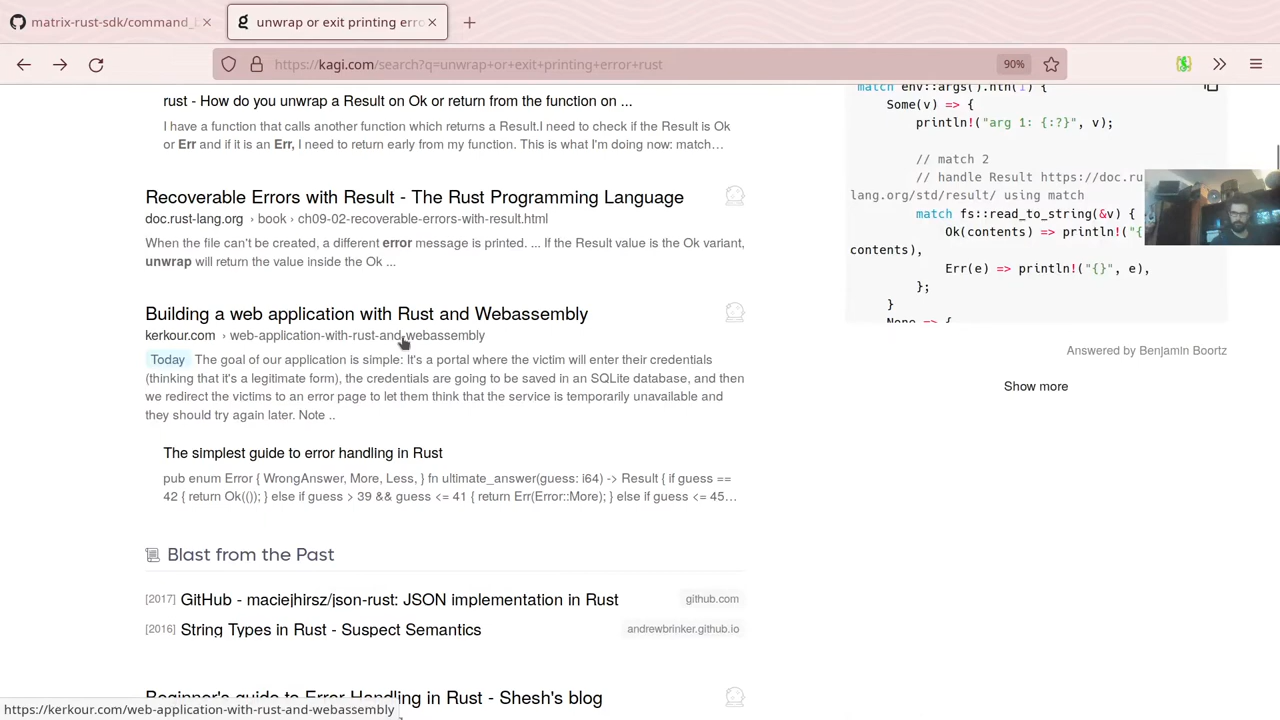 matrix-rust-sdk/command_b
unwrap or exit printing erro
https://kagi.com/search?q=unwrap+or+exit+printing+error+rust
90%
rust - How do you unwrap a Result on Ok or return from the function on ...
I have a function that calls another function which returns a Result.I need to check if the Result is Ok
or Err and if it is an Err, I need to return early from my function. This is what I'm doing now: match…
Recoverable Errors with Result - The Rust Programming Language
doc.rust-lang.org › book › ch09-02-recoverable-errors-with-result.html
When the file can't be created, a different error message is printed. ... If the Result value is the Ok variant,
unwrap will return the value inside the Ok ...
Building a web application with Rust and Webassembly
kerkour.com › web-application-with-rust-and-webassembly
Today The goal of our application is simple: It's a portal where the victim will enter their credentials
(thinking that it's a legitimate form), the credentials are going to be saved in an SQLite database, and then
we redirect the victims to an error page to let them think that the service is temporarily unavailable and
they should try again later. Note ..
The simplest guide to error handling in Rust
pub enum Error { WrongAnswer, More, Less, } fn ultimate_answer(guess: i64) -> Result { if guess ==
42 { return Ok(()); } else if guess > 39 && guess <= 41 { return Err(Error::More); } else if guess <= 45…
Blast from the Past
[2017] GitHub - maciejhirsz/json-rust: JSON implementation in Rust github.com
[2016] String Types in Rust - Suspect Semantics andrewbrinker.github.io
Beginner's guide to Error Handling in Rust - Shesh's blog
https://kerkour.com/web-application-with-rust-and-webassembly
match env::args().nth(1) {
Some(v) => {
println!("arg 1: {:?}", v);
// match 2
// handle Result https://doc.ru
lang.org/std/result/ using match
match fs::read_to_string(&v) {
Ok(contents) => println!("{
contents),
Err(e) => println!("{}", e),
};
}
None => {
Answered by Benjamin Boortz
Show more